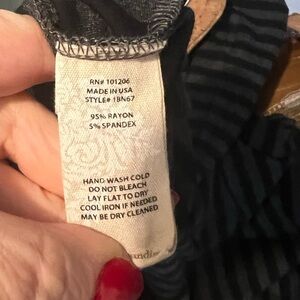 RN# 101206
MADE IN USA
STYLE# 1BN67
95% RAYON
5% SPANDEX
HAND WASH COLD
DO NOT BLEACH
LAY FLAT TO DRY
COOL IRON IF NEEDED
MAY BE DRY CLEANED